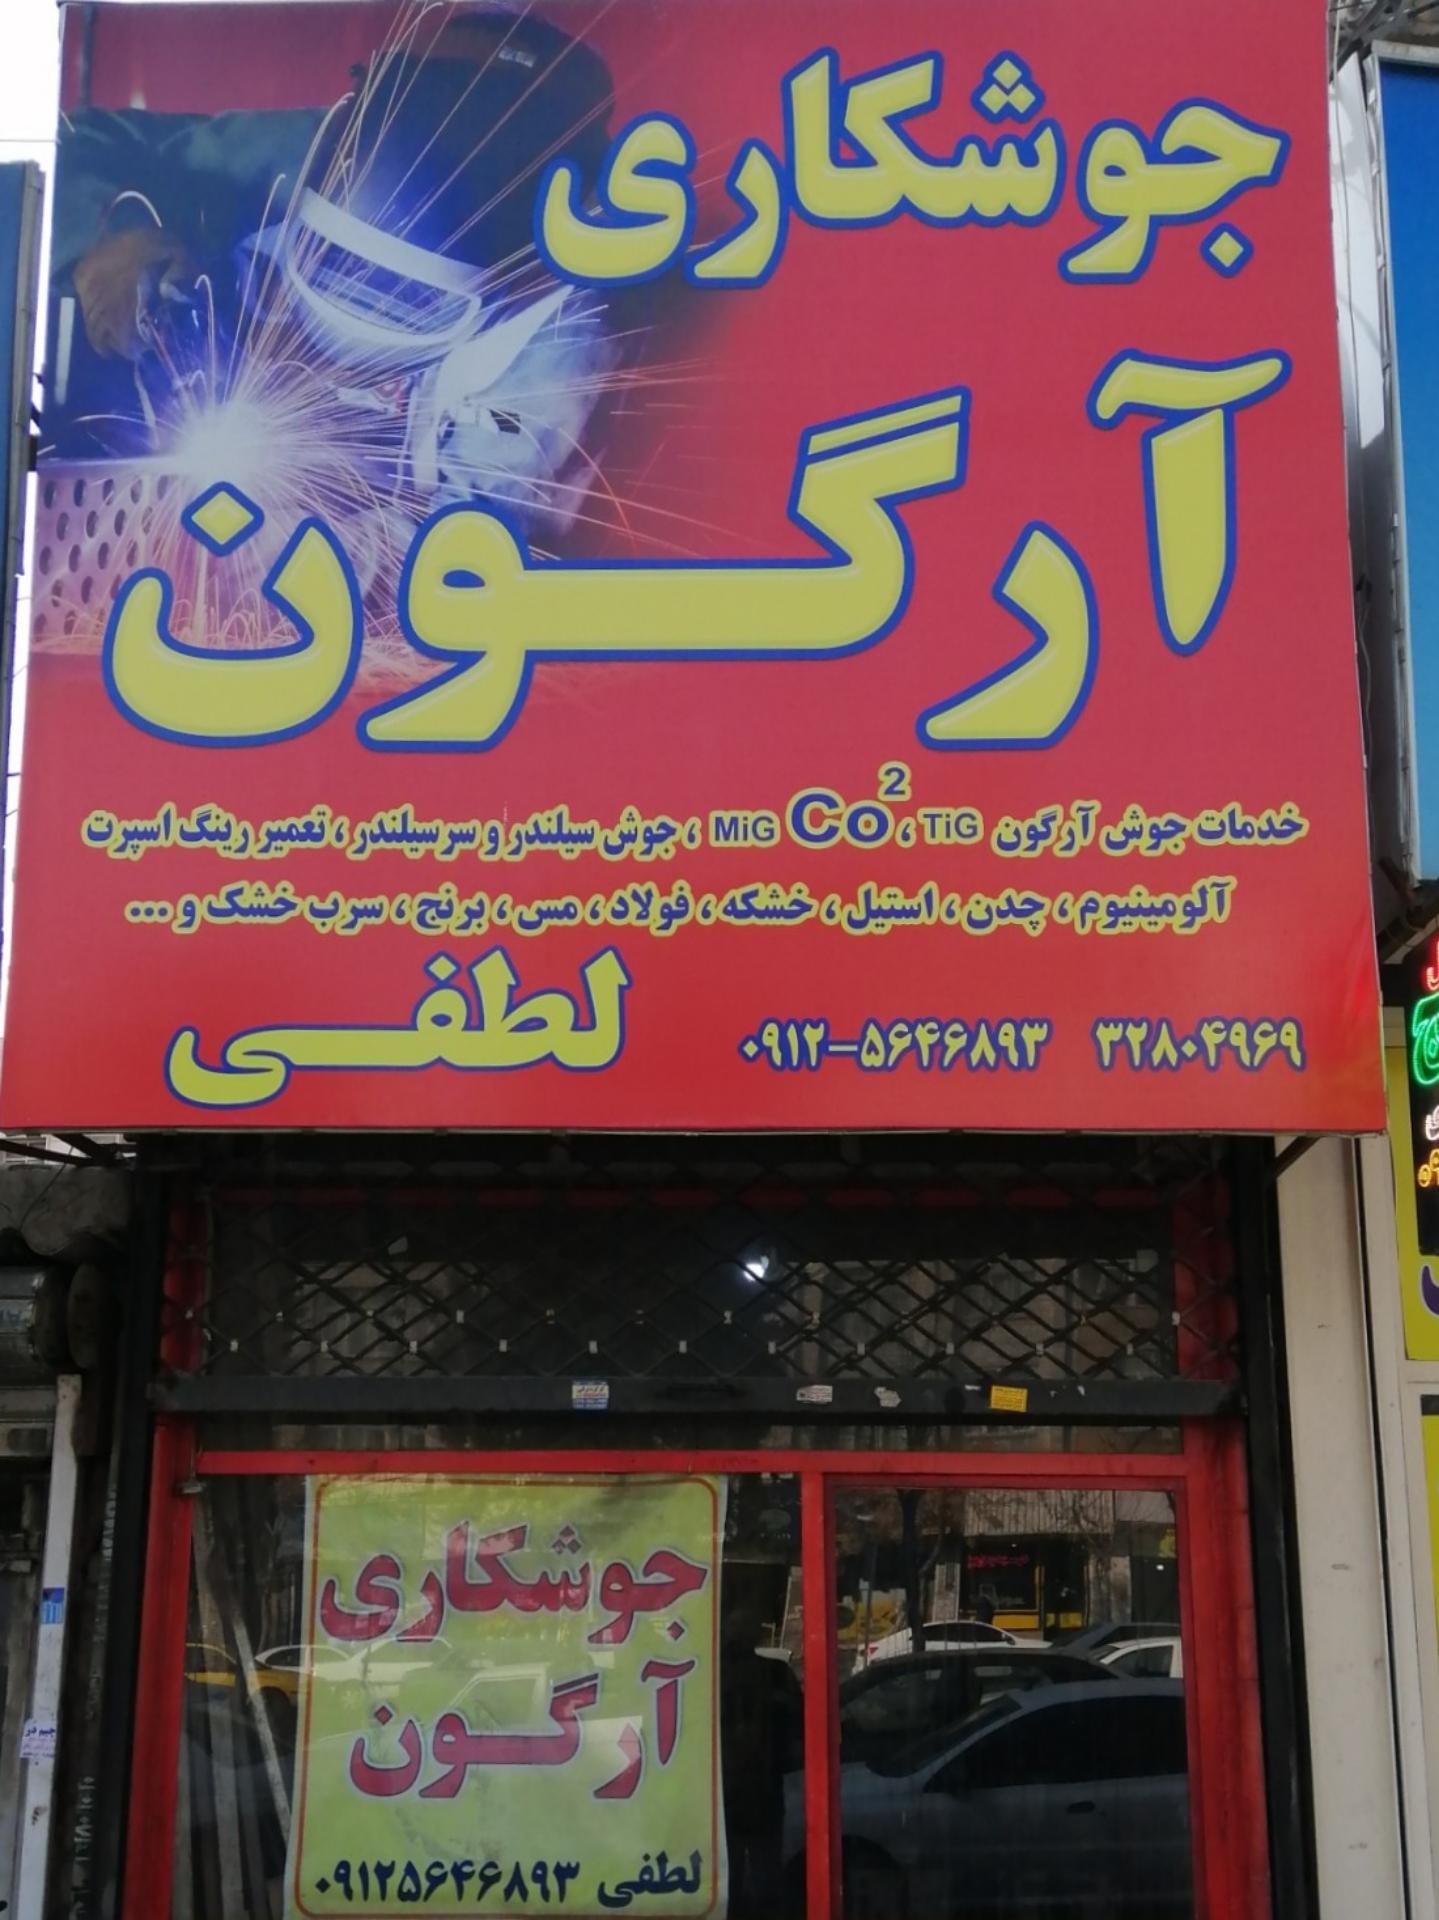 جوشکاری
آرگون
خدمات جوش آرگون TiG ، Co2 MiG ، جوش سیلندر و سرسیلندر ، تعمیر رینگ اسپرت
آلومینیوم ، چدن ، استیل ، خشکه ، فولاد ، مس ، برنج ، سرب خشک و ...
۳۲۸۰۴۹۶۹ ۰۹۱۲-۵۶۴۶۸۹۳ لطفی
جوشکاری
آرگون
لطفی ۰۹۱۲۵۶۴۶۸۹۳